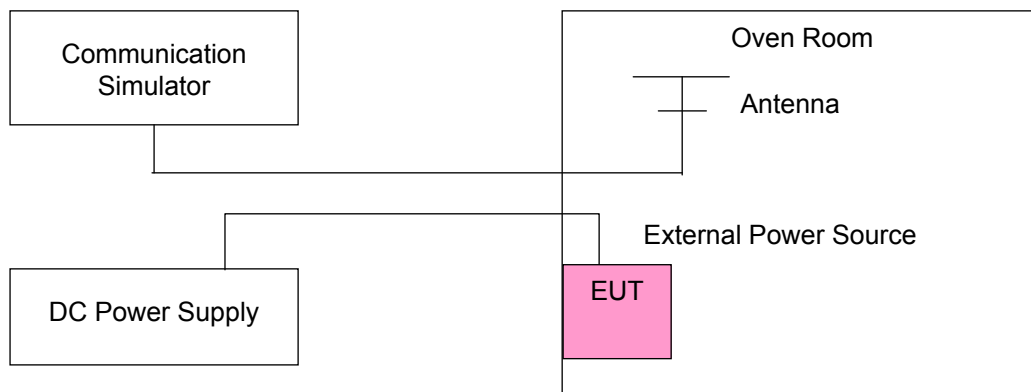 Communication
Simulator
Oven Room
Antenna
External Power Source
DC Power Supply
EUT